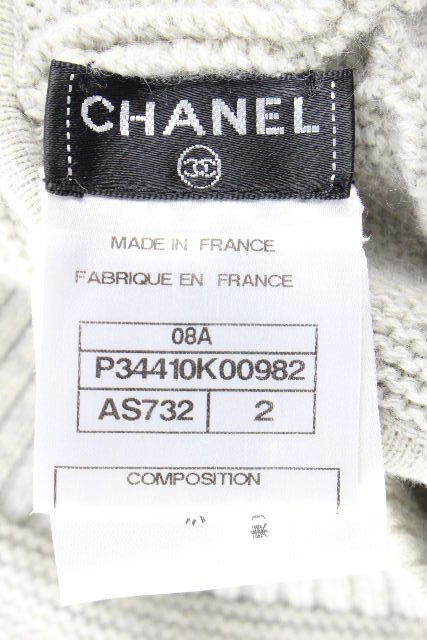 CHANEL
MADE IN FRANCE
FABRIQUE EN FRANCE
08A
P34410K00982
AS732 2
COMPOSITION